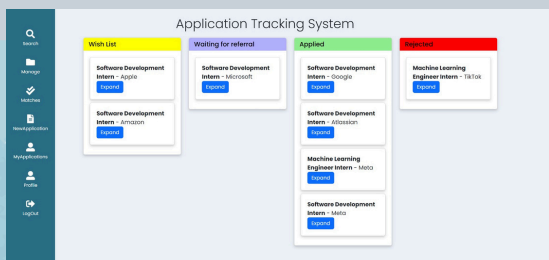 Application Tracking System
Search
Manage
Matches
NewApplication
MyApplications
Profile
LogOut
Wish List
Software Development
Intern - Apple
Expand
Software Development
Intern - Amazon
Expand
Waiting for referral
Software Development
Intern - Microsoft
Expand
Applied
Software Development
Intern - Google
Expand
Software Development
Intern - Atlassian
Expand
Machine Learning
Engineer Intern - Meta
Expand
Software Development
Intern - Meta
Expand
Rejected
Machine Learning
Engineer Intern - TikTok
Expand